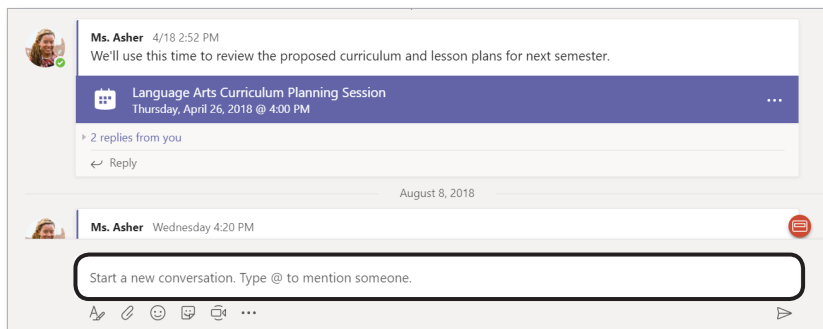 Ms. Asher 4/18 2:52 PM
We'll use this time to review the proposed curriculum and lesson plans for next semester.
Language Arts Curriculum Planning Session
Thursday, April 26, 2018 @ 4:00 PM
2 replies from you
Reply
August 8, 2018
Ms. Asher Wednesday 4:20 PM
Start a new conversation. Type @ to mention someone.